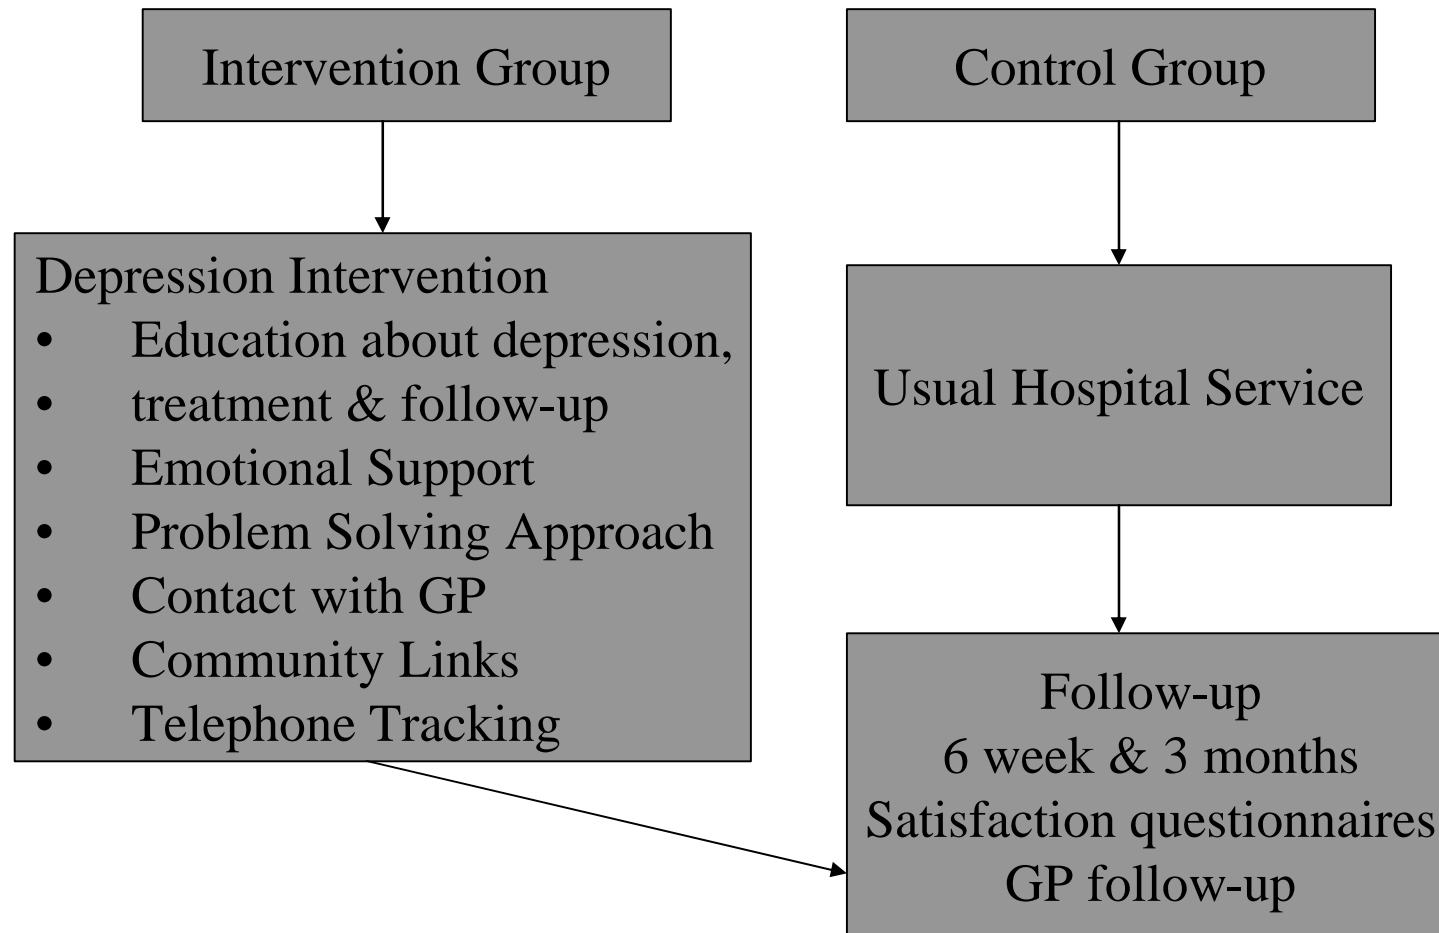 Intervention Group
Control Group
Depression Intervention
• Education about depression,
• treatment & follow-up
• Emotional Support
• Problem Solving Approach
• Contact with GP
• Community Links
• Telephone Tracking
Usual Hospital Service
Follow-up
6 week & 3 months
Satisfaction questionnaires
GP follow-up